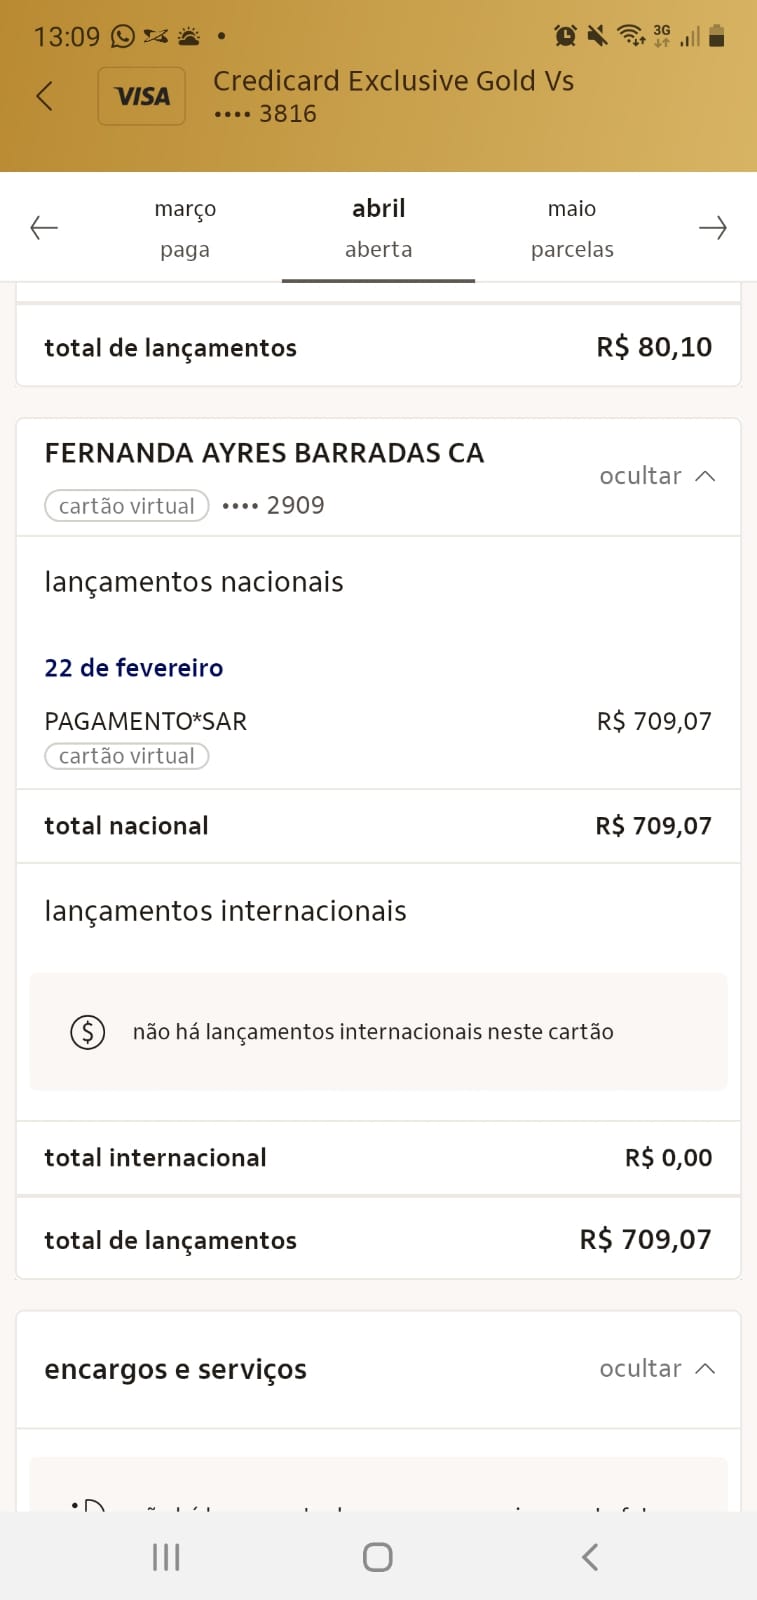 13:09
3G
VISA
Credicard Exclusive Gold Vs
•••• 3816
março
abril
maio
paga
aberta
parcelas
total de lançamentos R$ 80,10
FERNANDA AYRES BARRADAS CA
ocultar
cartão virtual •••• 2909
lançamentos nacionais
22 de fevereiro
PAGAMENTO*SAR R$ 709,07
cartão virtual
total nacional R$ 709,07
lançamentos internacionais
não há lançamentos internacionais neste cartão
total internacional R$ 0,00
total de lançamentos R$ 709,07
encargos e serviços ocultar